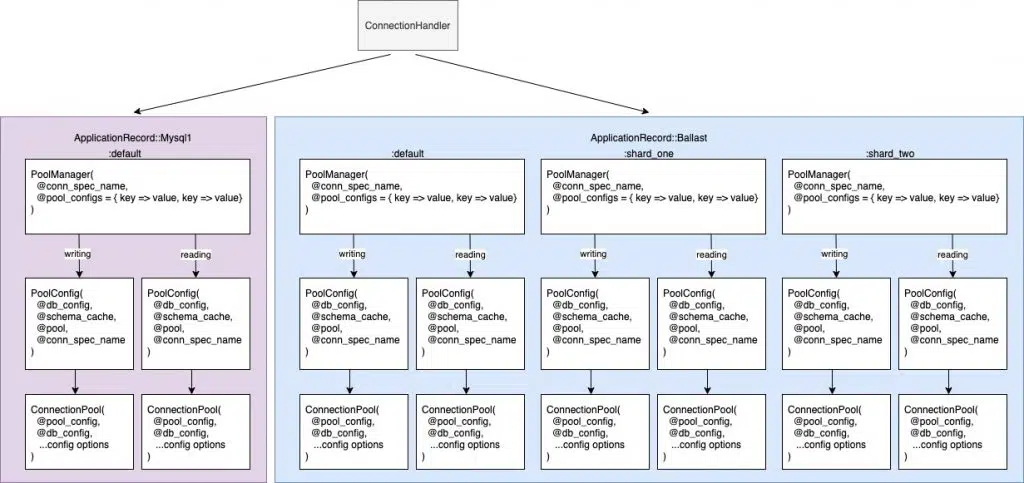 ConnectionHandler
ApplicationRecord::Mysql1
:default
PoolManager(
@conn_spec_name,
@pool_configs = { key => value, key => value}
)
writing
reading
PoolConfig(
@db_config,
@schema_cache,
@pool,
@conn_spec_name
)
PoolConfig(
@db_config,
@schema_cache,
@pool,
@conn_spec_name
)
ConnectionPool(
@pool_config,
@db_config,
...config options
)
ConnectionPool(
@pool_config,
@db_config,
...config options
)
ApplicationRecord::Ballast
:default
PoolManager(
@conn_spec_name,
@pool_configs = { key => value, key => value}
)
writing
reading
PoolConfig(
@db_config,
@schema_cache,
@pool,
@conn_spec_name
)
PoolConfig(
@db_config,
@schema_cache,
@pool,
@conn_spec_name
)
ConnectionPool(
@pool_config,
@db_config,
...config options
)
ConnectionPool(
@pool_config,
@db_config,
...config options
)
:shard_one
PoolManager(
@conn_spec_name,
@pool_configs = { key => value, key => value}
)
writing
reading
PoolConfig(
@db_config,
@schema_cache,
@pool,
@conn_spec_name
)
PoolConfig(
@db_config,
@schema_cache,
@pool,
@conn_spec_name
)
ConnectionPool(
@pool_config,
@db_config,
...config options
)
ConnectionPool(
@pool_config,
@db_config,
...config options
)
:shard_two
PoolManager(
@conn_spec_name,
@pool_configs = { key => value, key => value}
)
writing
reading
PoolConfig(
@db_config,
@schema_cache,
@pool,
@conn_spec_name
)
PoolConfig(
@db_config,
@schema_cache,
@pool,
@conn_spec_name
)
ConnectionPool(
@pool_config,
@db_config,
...config options
)
ConnectionPool(
@pool_config,
@db_config,
...config options
)